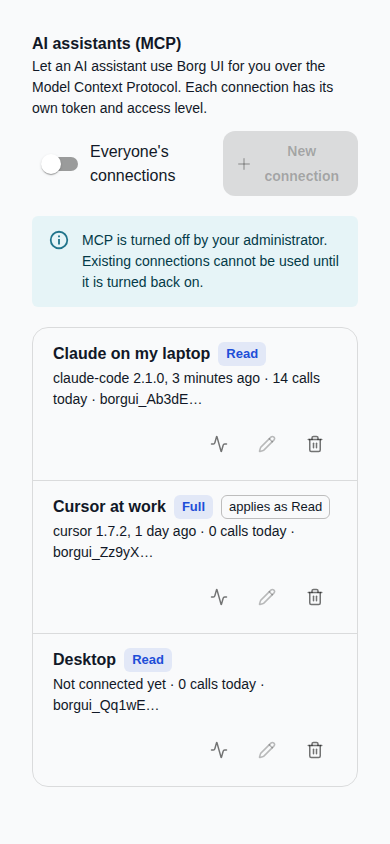 AI assistants (MCP)
Let an AI assistant use Borg UI for you over the
Model Context Protocol. Each connection has its
own token and access level.
Everyone's
connections
New
connection
MCP is turned off by your administrator.
Existing connections cannot be used until
it is turned back on.
Claude on my laptop Read
claude-code 2.1.0, 3 minutes ago · 14 calls
today · borgui_Ab3dE…
Cursor at work Full applies as Read
cursor 1.7.2, 1 day ago · 0 calls today ·
borgui_Zz9yX…
Desktop Read
Not connected yet · 0 calls today ·
borgui_Qq1wE…